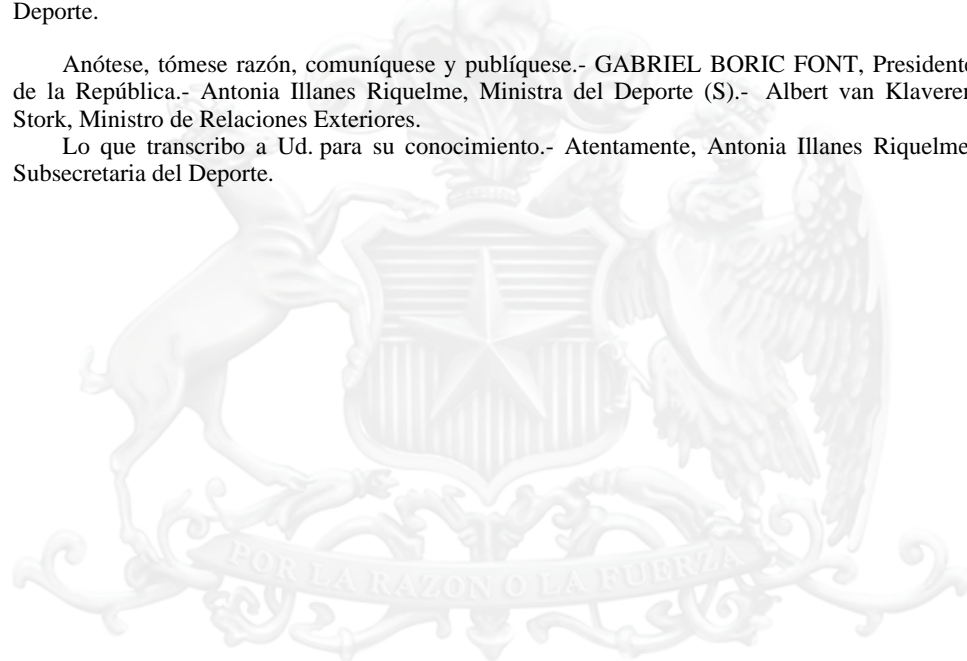 Deporte.
Anótese, tómese razón, comuníquese y publíquese.- GABRIEL BORIC FONT, Presidente
de la República.- Antonia Illanes Riquelme, Ministra del Deporte (S).- Albert van Klaveren
Stork, Ministro de Relaciones Exteriores.
Lo que transcribo a Ud. para su conocimiento.- Atentamente, Antonia Illanes Riquelme
Subsecretaria del Deporte.
POR LA RAZON O LA FUERZA